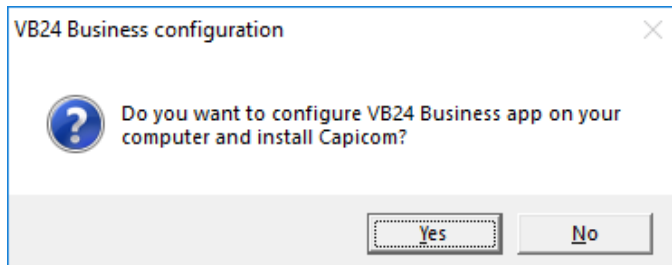 VB24 Business configuration
Do you want to configure VB24 Business app on your
computer and install Capicom?
Yes
No